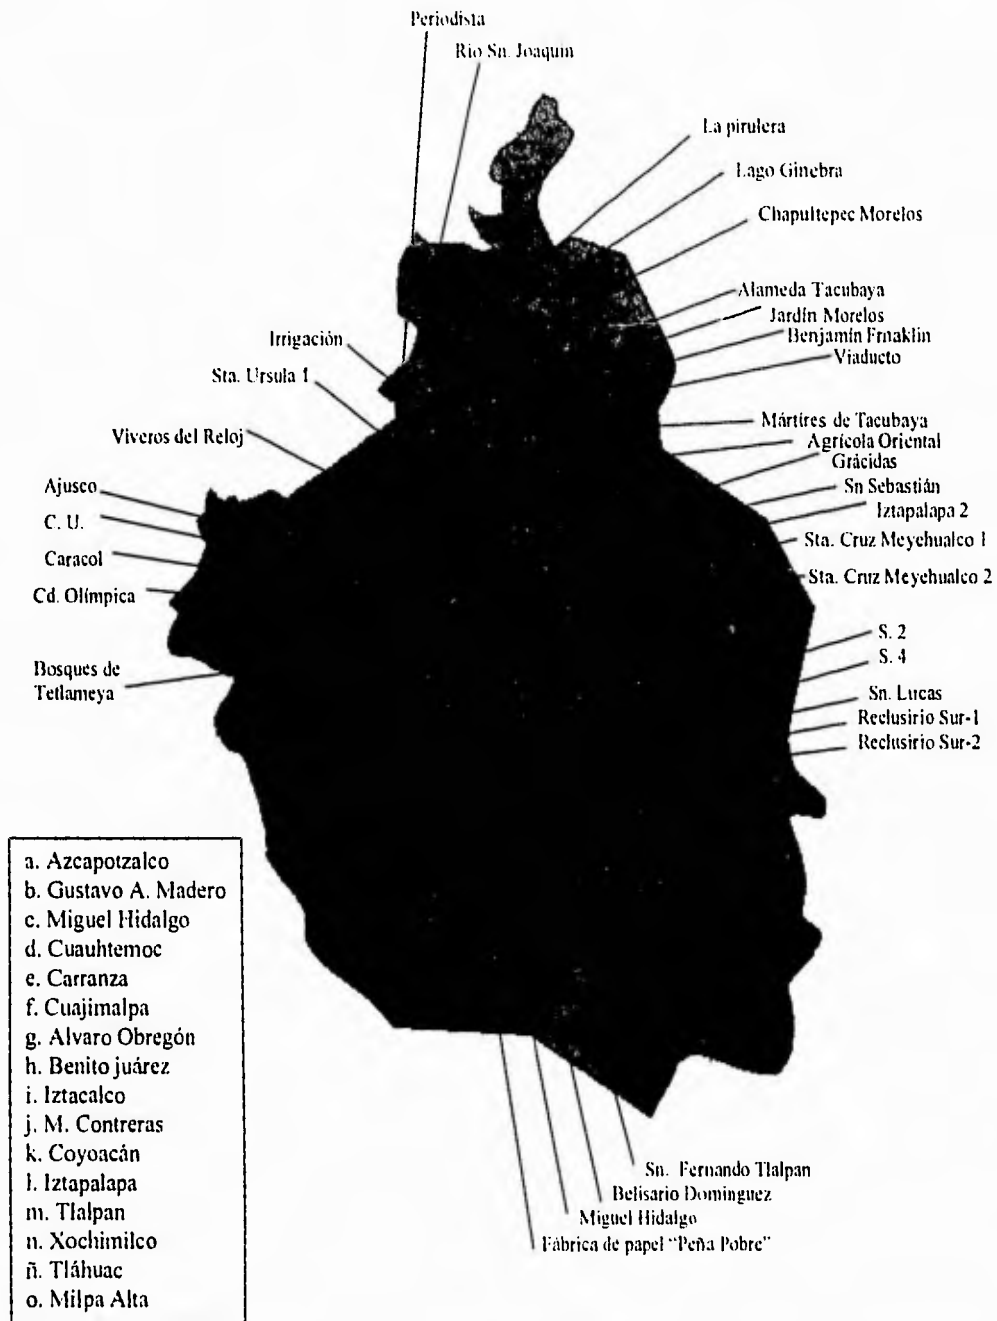 Periodista
Rio Sn. Joaquin
La pirulera
Lago Ginebra
Chapultepec Morelos
Alameda Tacubaya
Jardín Morelos
Benjamín Frnaklin
Viaducto
Mártires de Tacubaya
Agrícola Oriental
Grácidas
Sn Sebastián
Iztapalapa 2
Sta. Cruz Meyehualco 1
Sta. Cruz Meyehualco 2
S. 2
S. 4
Sn. Lucas
Reclusirio Sur-1
Reclusirio Sur-2
Irrigación
Sta. Ursula 1
Viveros del Reloj
Ajusco
C. U.
Caracol
Cd. Olímpica
Bosques de
Tetlameya
a. Azcapotzalco
b. Gustavo A. Madero
c. Miguel Hidalgo
d. Cuauhtemoc
e. Carranza
f. Cuajimalpa
g. Alvaro Obregón
h. Benito juárez
i. Iztacalco
j. M. Contreras
k. Coyoacán
l. Iztapalapa
m. Tlalpan
n. Xochimilco
ñ. Tláhuac
o. Milpa Alta
Sn. Fernando Tlalpan
Belisario Dominguez
Miguel Hidalgo
Fábrica de papel "Peña Pobre"